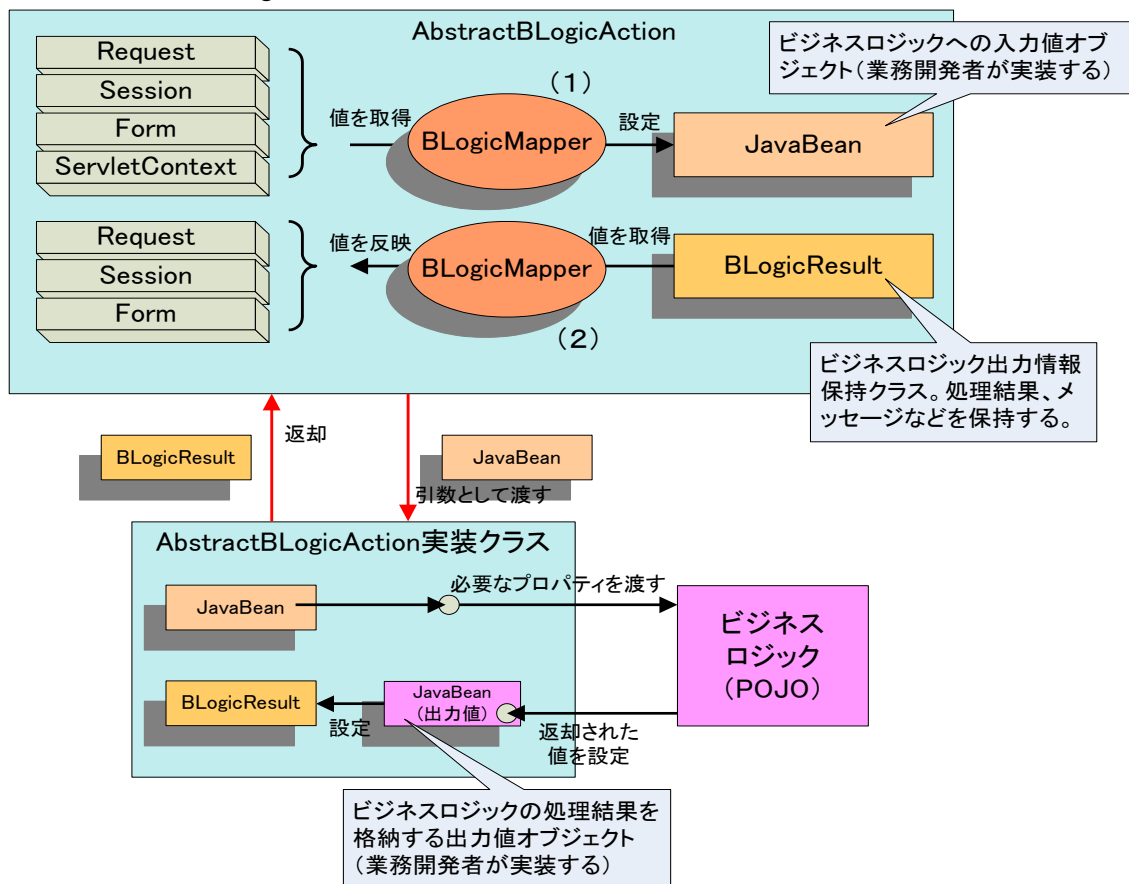 AbstractBLogicAction
Request
Session
Form
ServletContext
値を取得
(1)
BLogicMapper
設定
JavaBean
ビジネスロジックへの入力値オブ
ジェクト(業務開発者が実装する)
Request
Session
Form
値を反映
BLogicMapper
(2)
値を取得
BLogicResult
ビジネスロジック出力情報
保持クラス。処理結果、メ
ッセージなどを保持する。
BLogicResult
返却
JavaBean
引数として渡す
AbstractBLogicAction実装クラス
JavaBean
必要なプロパティを渡す
ビジネス
ロジック
(POJO)
BLogicResult
設定
JavaBean
(出力値)
返却された
値を設定
ビジネスロジックの処理結果を
格納する出力値オブジェクト
(業務開発者が実装する)